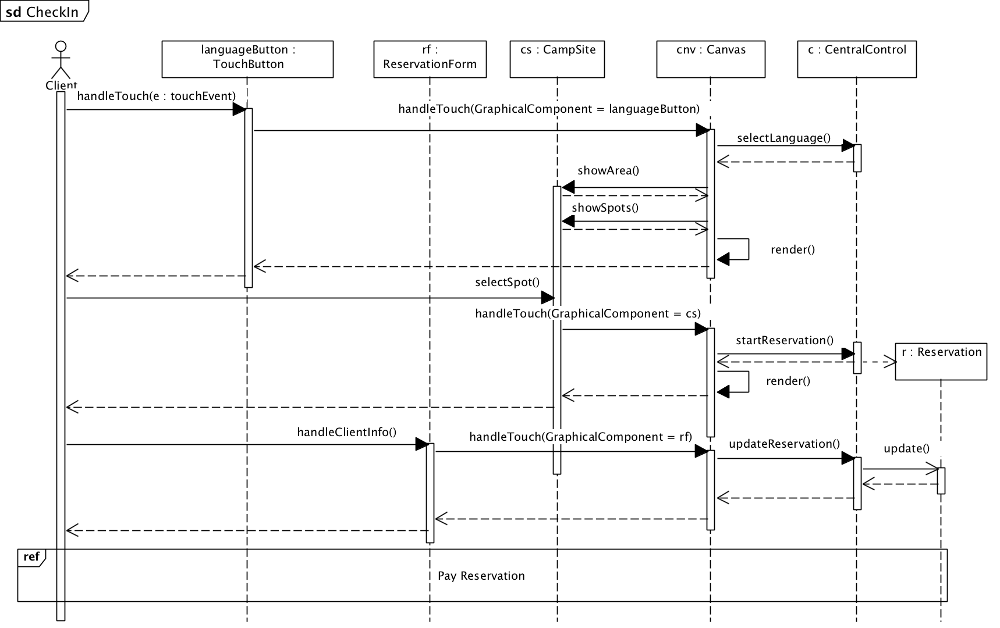 sd CheckIn
Client
languageButton :
TouchButton
rf :
ReservationForm
cs : CampSite
cnv : Canvas
c : CentralControl
handleTouch(e : touchEvent)
handleTouch(GraphicalComponent = languageButton)
selectLanguage()
showArea()
showSpots()
render()
selectSpot()
handleTouch(GraphicalComponent = cs)
startReservation()
r : Reservation
render()
handleClientInfo()
handleTouch(GraphicalComponent = rf)
updateReservation()
update()
ref
Pay Reservation